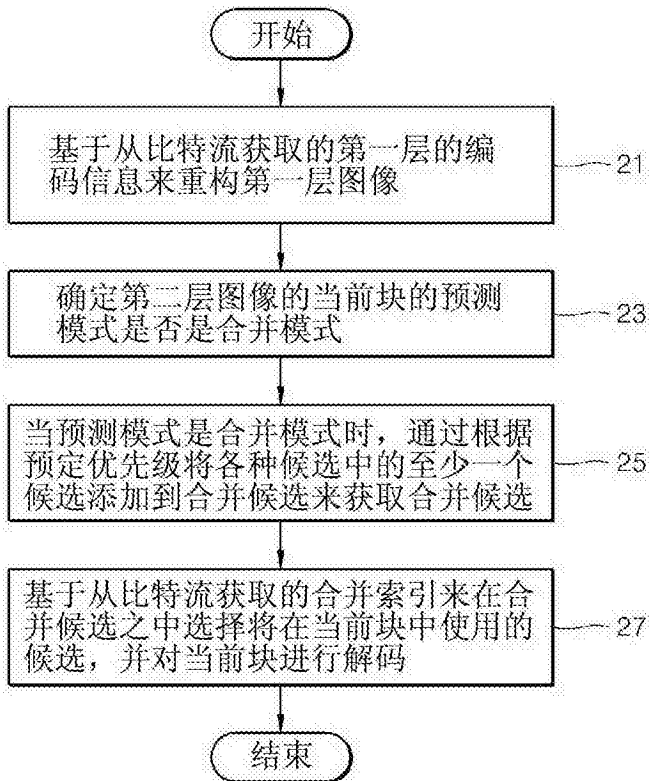 开始
基于从比特流获取的第一层的编
码信息来重构第一层图像
21
确定第二层图像的当前块的预测
模式是否是合并模式
23
当预测模式是合并模式时，通过根据
预定优先级将各种候选中的至少一个
候选添加到合并候选来获取合并候选
25
基于从比特流获取的合并索引来在合
并候选之中选择将在当前块中使用的
候选，并对当前块进行解码
27
结束